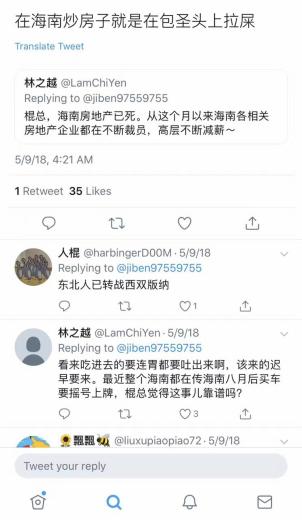 在海南炒房子就是在包圣头上拉屎
Translate Tweet
林之越 @LamChiYen
Replying to @jiben97559755
棍总，海南房地产已死。从这个月以来海南各相关
房地产企业都在不断裁员，高层不断减薪～
5/9/18, 4:21 AM
1 Retweet 35 Likes
人棍 @harbingerD00M · 5/9/18
Replying to @jiben97559755
东北人已转战西双版纳
1
林之越 @LamChiYen · 5/9/18
Replying to @jiben97559755
看来吃进去的要连胃都要吐出来啊，该来的迟
早要来。最近整个海南都在传海南八月后买车
要摇号上牌，棍总觉得这事儿靠谱吗？
3
🌻飘飘🐝 @liuxupiaopiao72 · 5/9/18
Tweet your reply